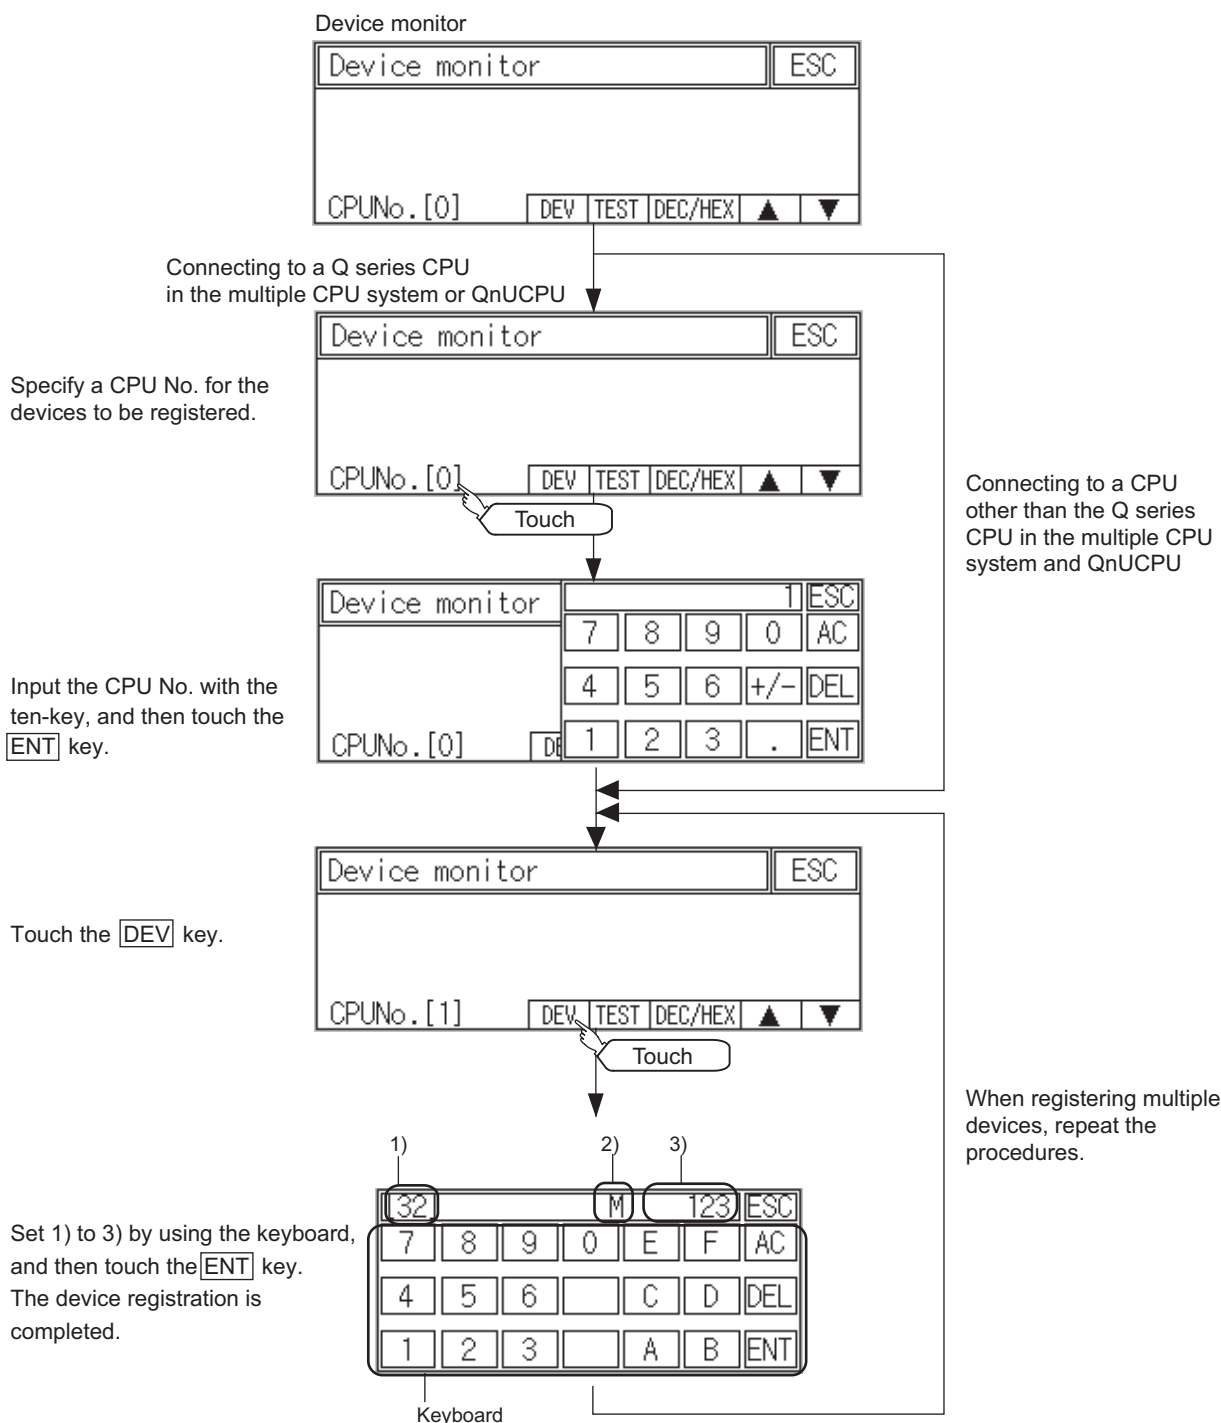 Device monitor
Device monitor ESC
CPUNo.[0] DEV TEST DEC/HEX ▲ ▼
Connecting to a Q series CPU
in the multiple CPU system or QnUCPU
Device monitor ESC
Specify a CPU No. for the
devices to be registered.
CPUNo.[0] DEV TEST DEC/HEX ▲ ▼
Touch
Connecting to a CPU
other than the Q series
CPU in the multiple CPU
system and QnUCPU
Device monitor 1 ESC
7 8 9 0 AC
4 5 6 +/- DEL
1 2 3 . ENT
Input the CPU No. with the
ten-key, and then touch the
ENT key.
CPUNo.[0]
Device monitor ESC
Touch the DEV key.
CPUNo.[1] DEV TEST DEC/HEX ▲ ▼
Touch
When registering multiple
devices, repeat the
procedures.
1) 2) 3)
32 M 123 ESC
7 8 9 0 E F AC
4 5 6 C D DEL
1 2 3 A B ENT
Set 1) to 3) by using the keyboard,
and then touch the ENT key.
The device registration is
completed.
Keyboard